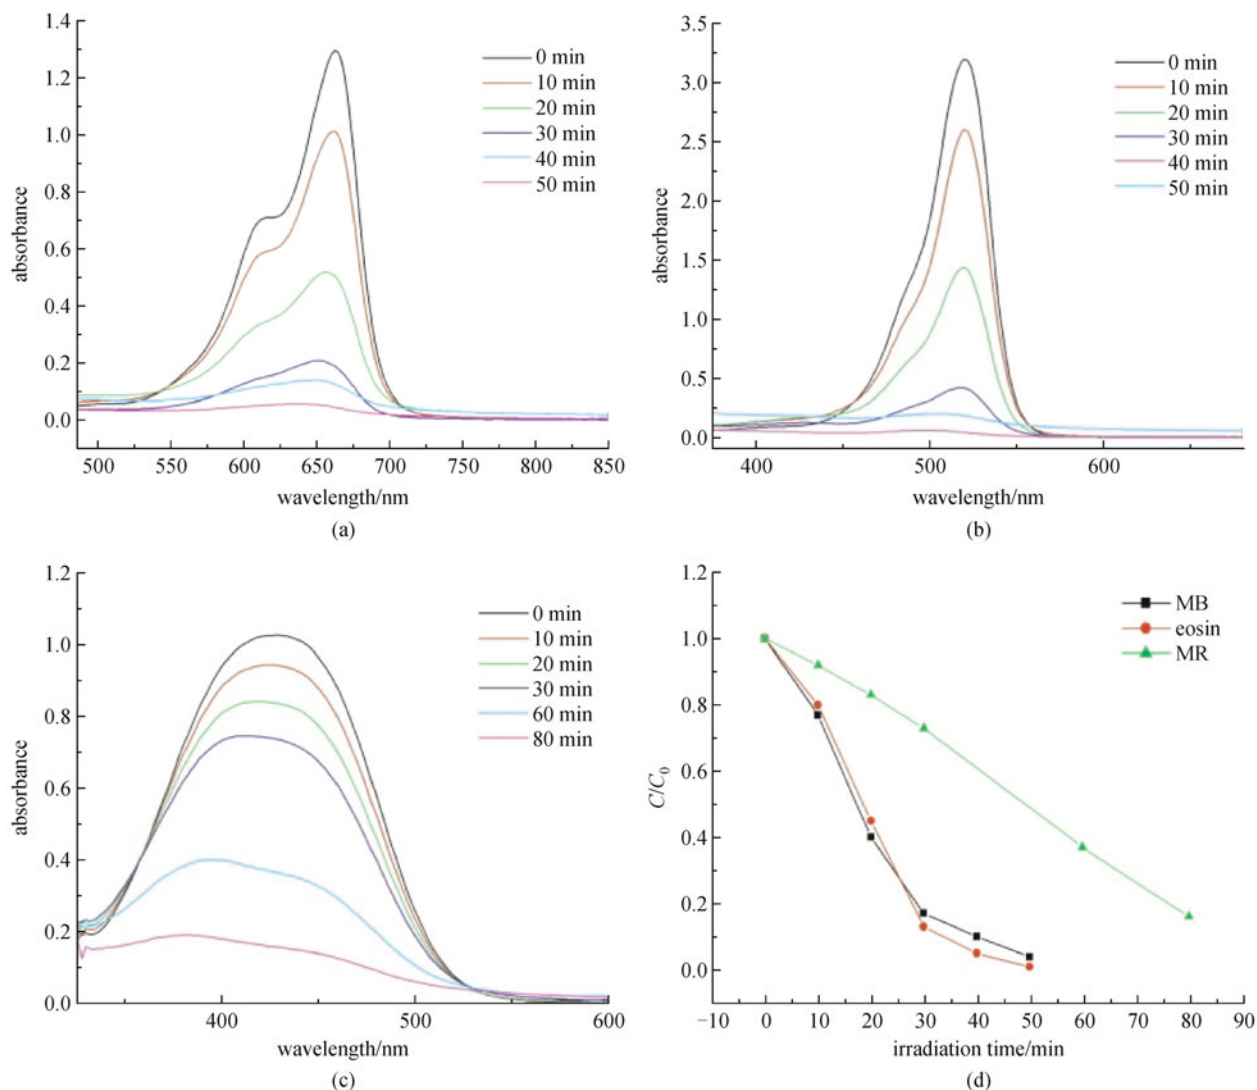 1.4
1.2
1.0
0.8
0.6
0.4
0.2
0.0
absorbance
0 min
10 min
20 min
30 min
40 min
50 min
500 550 600 650 700 750 800 850
wavelength/nm
(a)
3.5
3.0
2.5
2.0
1.5
1.0
0.5
0.0
absorbance
0 min
10 min
20 min
30 min
40 min
50 min
400 500 600
wavelength/nm
(b)
1.2
1.0
0.8
0.6
0.4
0.2
0.0
absorbance
0 min
10 min
20 min
30 min
60 min
80 min
400 500 600
wavelength/nm
(c)
1.2
1.0
0.8
0.6
0.4
0.2
0.0
C/C0
MB
eosin
MR
−10 0 10 20 30 40 50 60 70 80 90
irradiation time/min
(d)